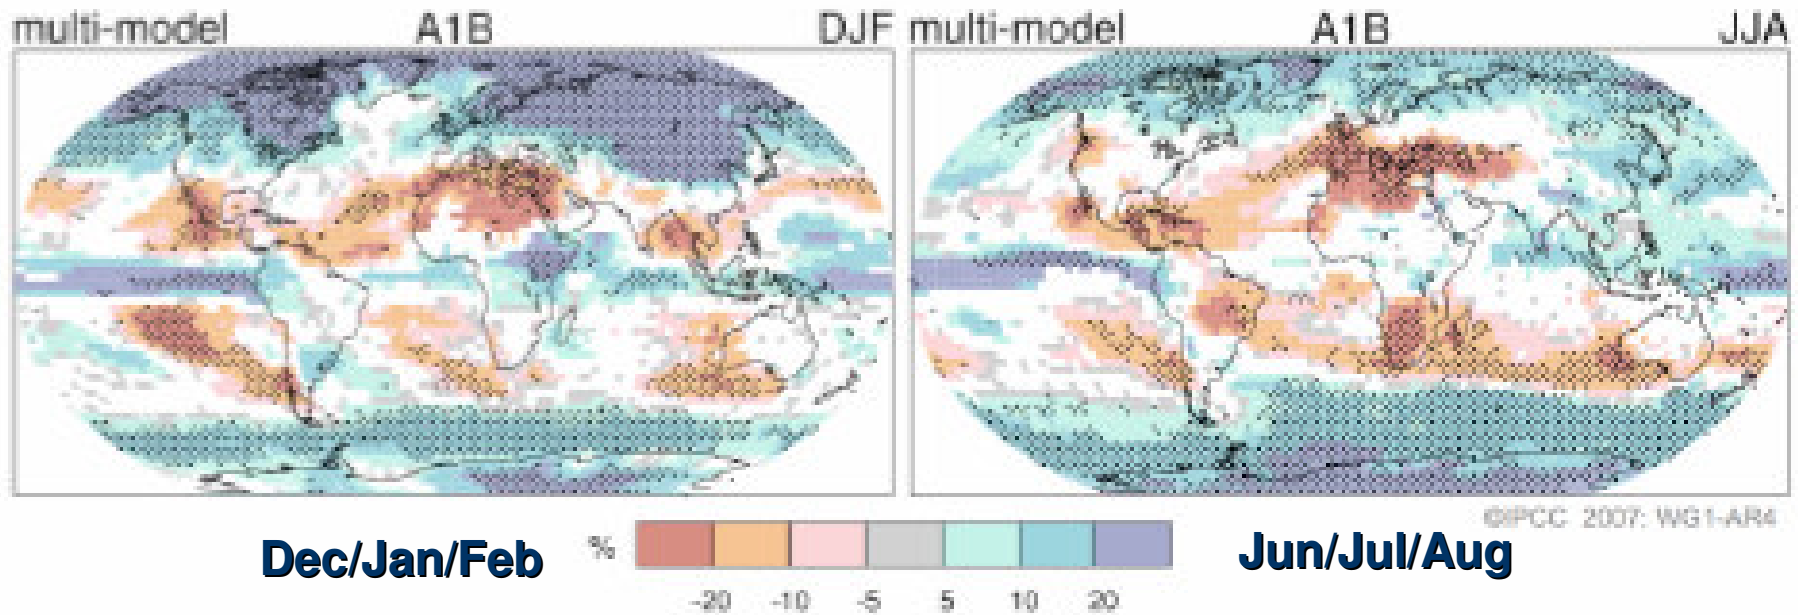 multi-model A1B DJF multi-model A1B JJA
©IPCC 2007: WG1-AR4
Dec/Jan/Feb % Jun/Jul/Aug
-20 -10 -5 5 10 20